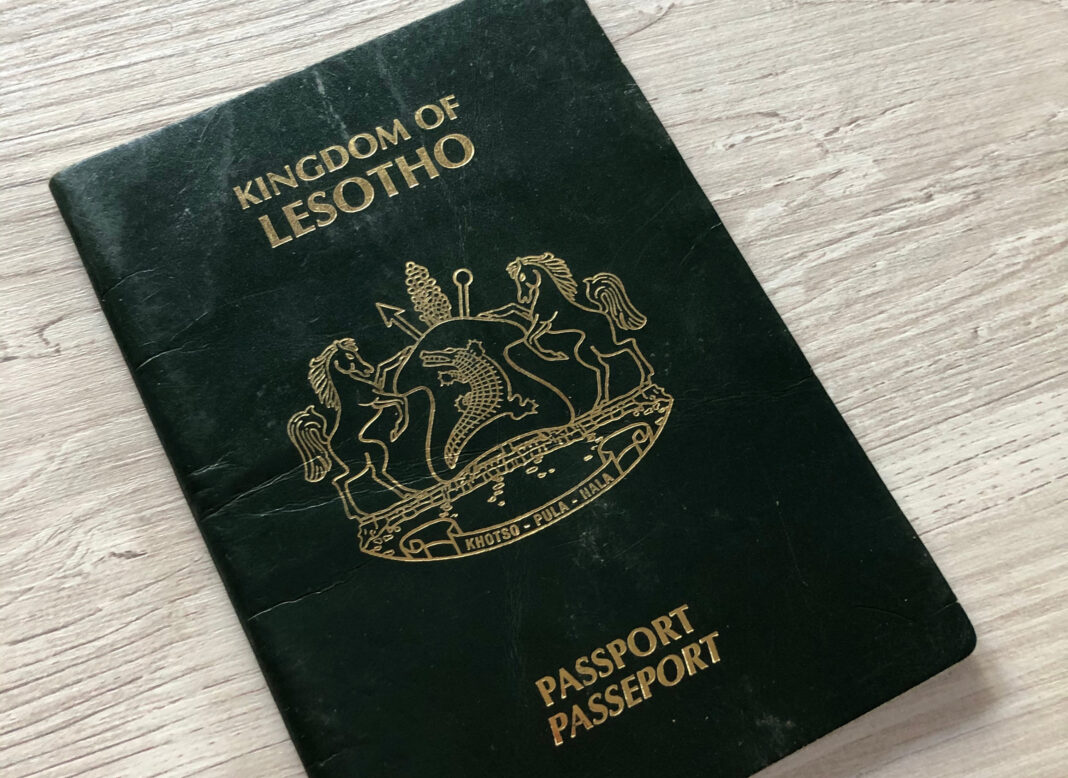 KINGDOM OF
LESOTHO
KHOTSO - PULA - NALA
PASSPORT
PASSEPORT